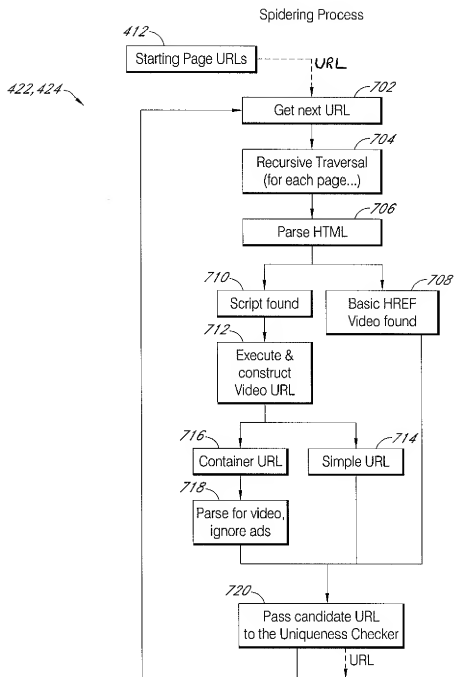 Spidering Process
412
Starting Page URLs
URL
422, 424
702
Get next URL
704
Recursive Traversal
(for each page...)
706
Parse HTML
710
Script found
708
Basic HREF
Video found
712
Execute &
construct
Video URL
716
Container URL
714
Simple URL
718
Parse for video,
ignore ads
720
Pass candidate URL
to the Uniqueness Checker
URL